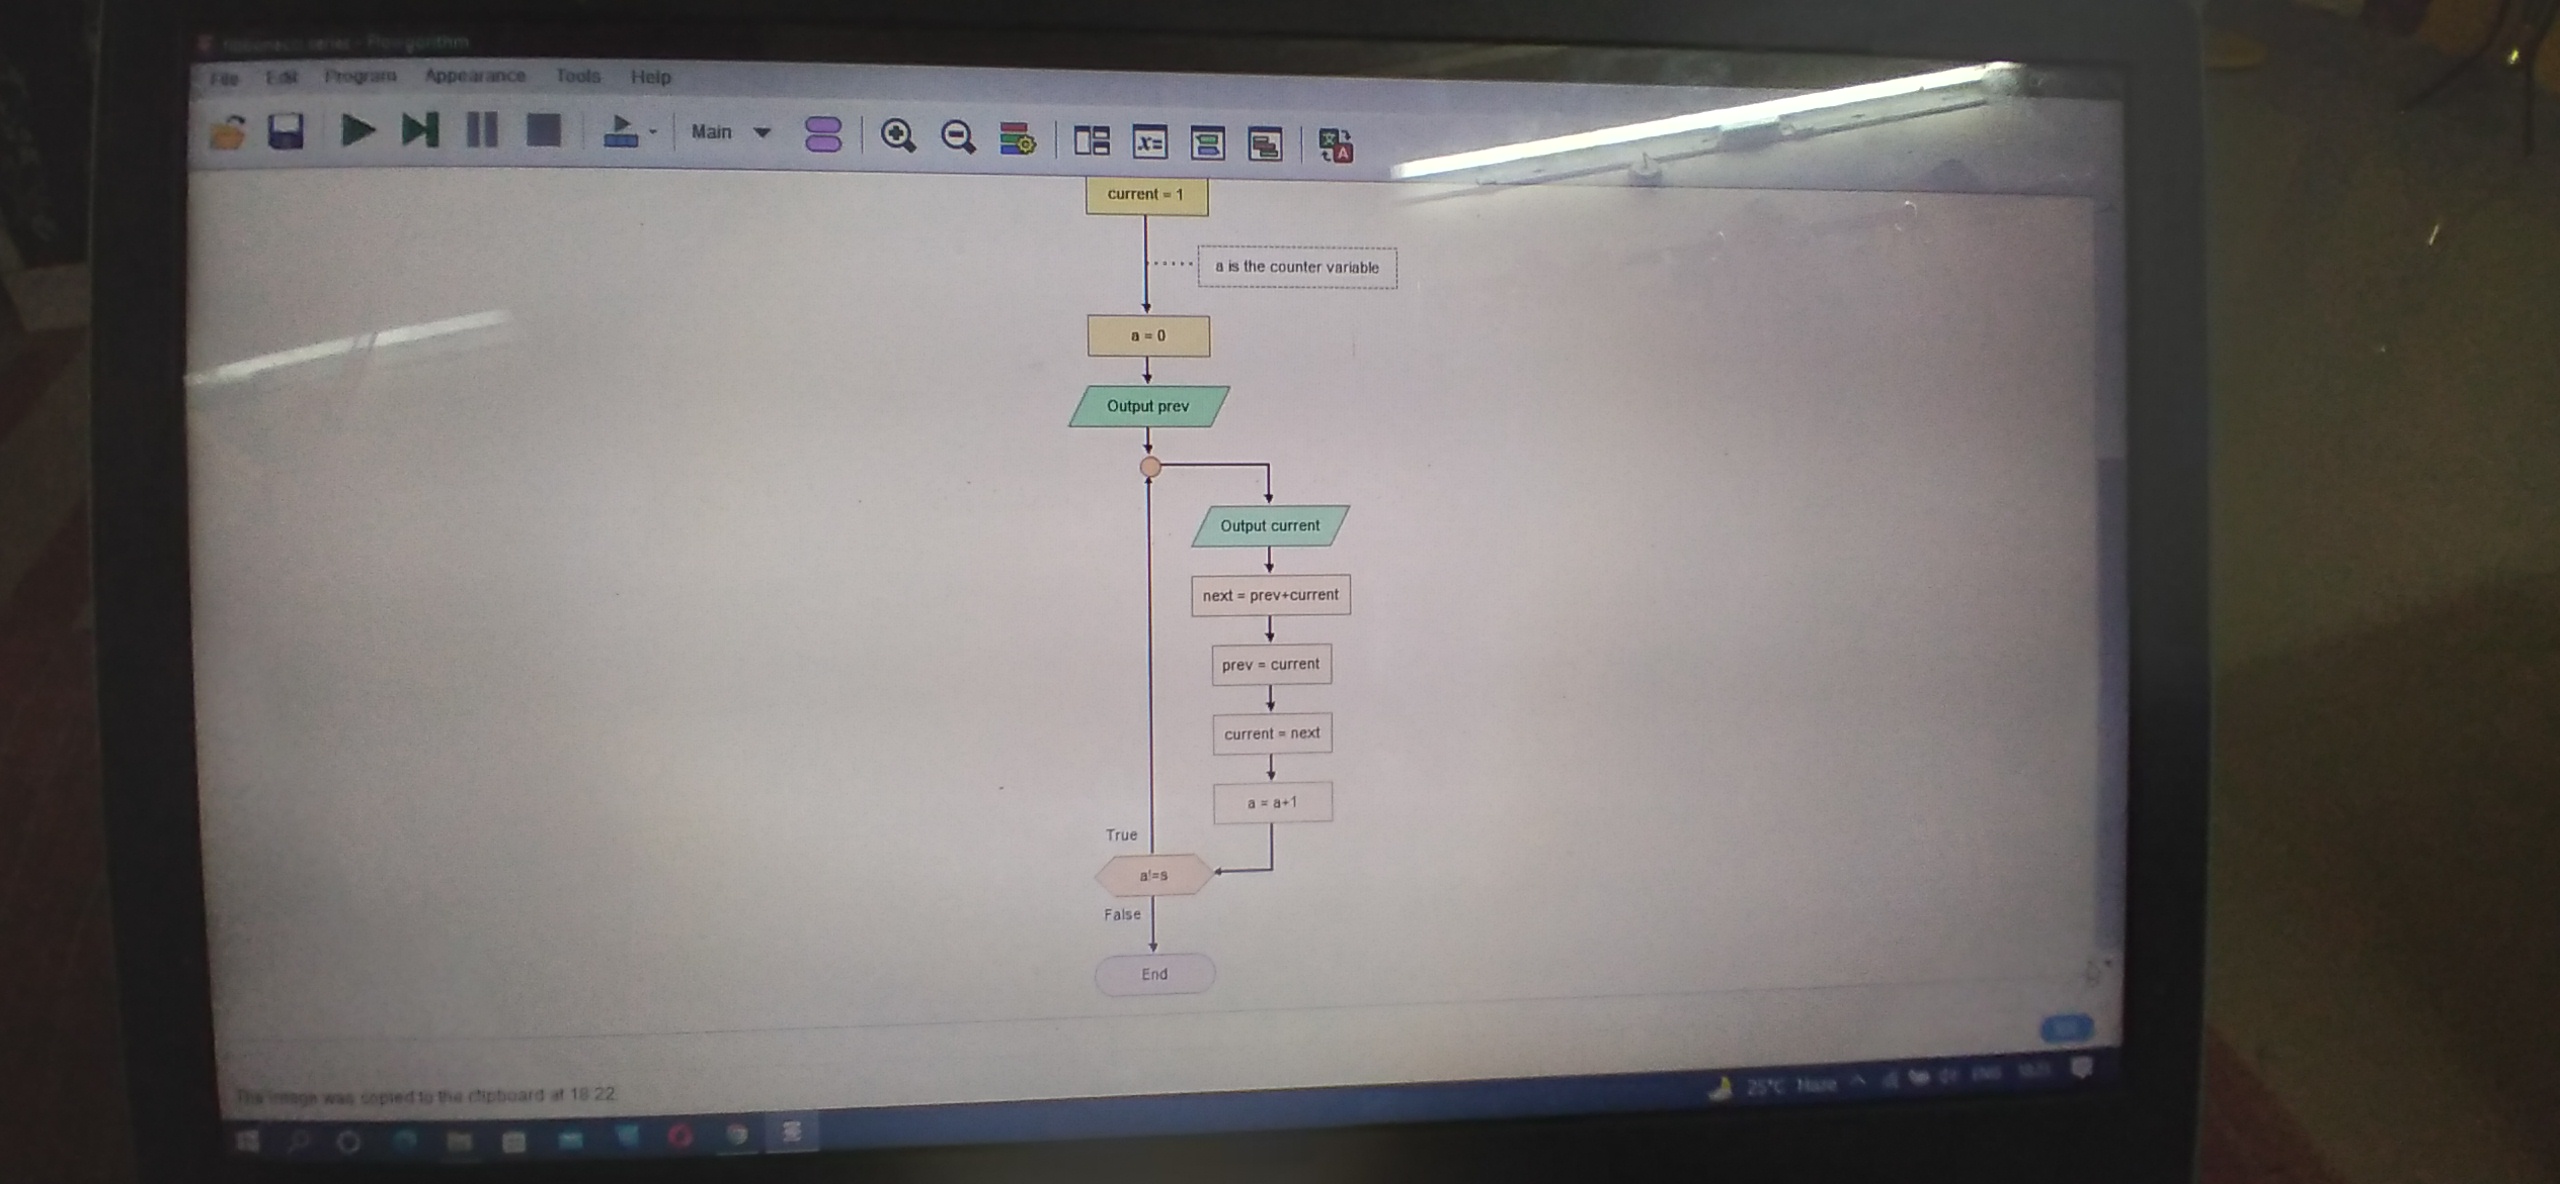 fibonacci series - Flowgorithm
File Edit Program Appearance Tools Help
Main
x=
current = 1
a is the counter variable
a = 0
Output prev
Output current
next = prev+current
prev = current
current = next
a = a+1
True
a!=s
False
End
The image was copied to the clipboard at 18:22
25°C Haze
ENG